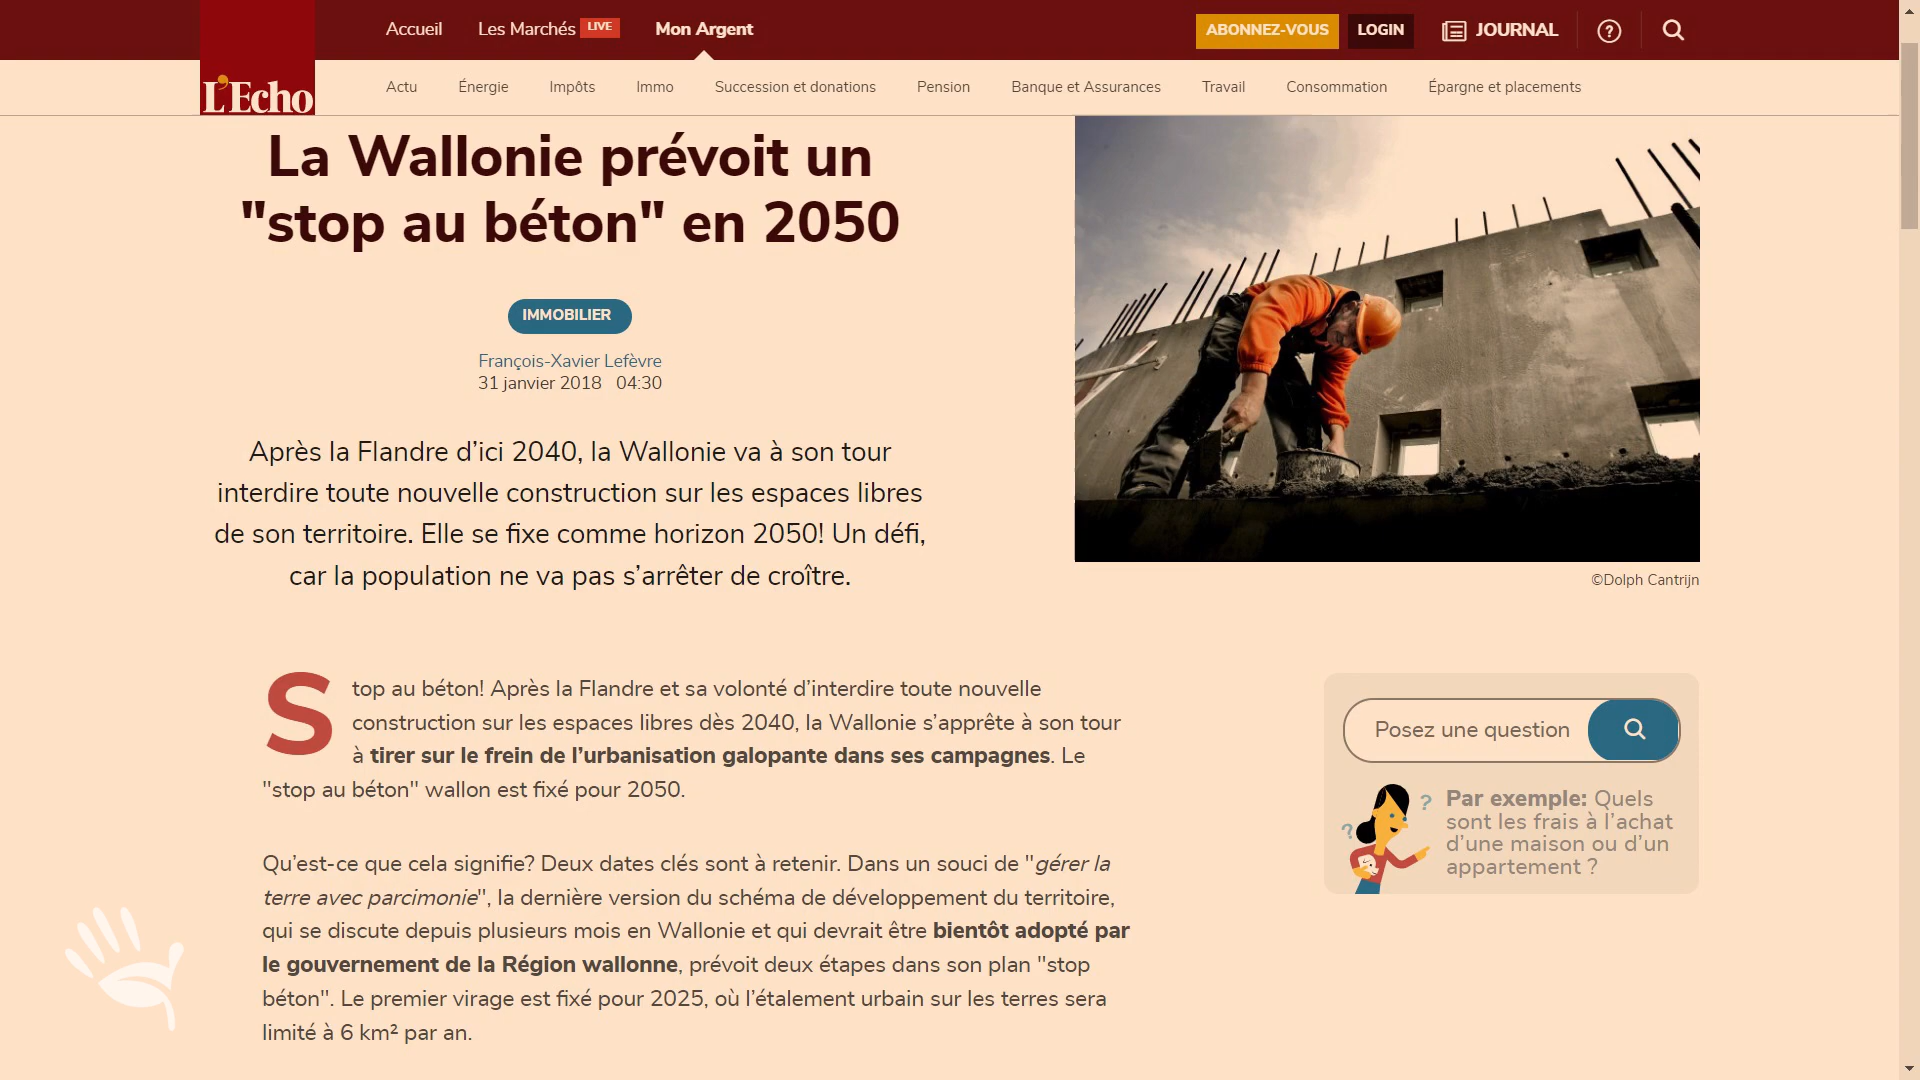 Accueil
Les Marchés LIVE
Mon Argent
ABONNEZ-VOUS
LOGIN
JOURNAL
?
L'Echo
Actu
Énergie
Impôts
Immo
Succession et donations
Pension
Banque et Assurances
Travail
Consommation
Épargne et placements
La Wallonie prévoit un
"stop au béton" en 2050
IMMOBILIER
François-Xavier Lefèvre
31 janvier 2018 04:30
Après la Flandre d’ici 2040, la Wallonie va à son tour
interdire toute nouvelle construction sur les espaces libres
de son territoire. Elle se fixe comme horizon 2050! Un défi,
car la population ne va pas s’arrêter de croître.
©Dolph Cantrijn
Stop au béton! Après la Flandre et sa volonté d’interdire toute nouvelle
construction sur les espaces libres dès 2040, la Wallonie s’apprête à son tour
à tirer sur le frein de l’urbanisation galopante dans ses campagnes. Le
"stop au béton" wallon est fixé pour 2050.
Qu’est-ce que cela signifie? Deux dates clés sont à retenir. Dans un souci de "gérer la
terre avec parcimonie", la dernière version du schéma de développement du territoire,
qui se discute depuis plusieurs mois en Wallonie et qui devrait être bientôt adopté par
le gouvernement de la Région wallonne, prévoit deux étapes dans son plan "stop
béton". Le premier virage est fixé pour 2025, où l’étalement urbain sur les terres sera
limité à 6 km² par an.
Posez une question
? ?
Par exemple: Quels
sont les frais à l’achat
d’une maison ou d’un
appartement ?